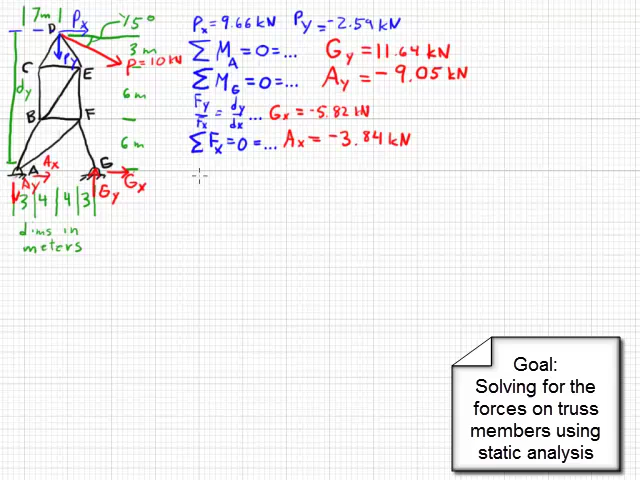 |7m|
Px
15°
Px = 9.66 kN Py = -2.59 kN
D
Py
3 m
P=10 kN
ΣM_A = 0 = ... Gy = 11.64 kN
C
E
dy
6 m
ΣM_G = 0 = ... Ay = -9.05 kN
Fy/Fx = dy/dx ... Gx = -5.82 kN
B
F
6 m
ΣFx = 0 = ... Ax = -3.84 kN
A
Ax
G
Ay
Gy
Gx
|3|4|4|3|
dims in
meters
Goal:
Solving for the
forces on truss
members using
static analysis